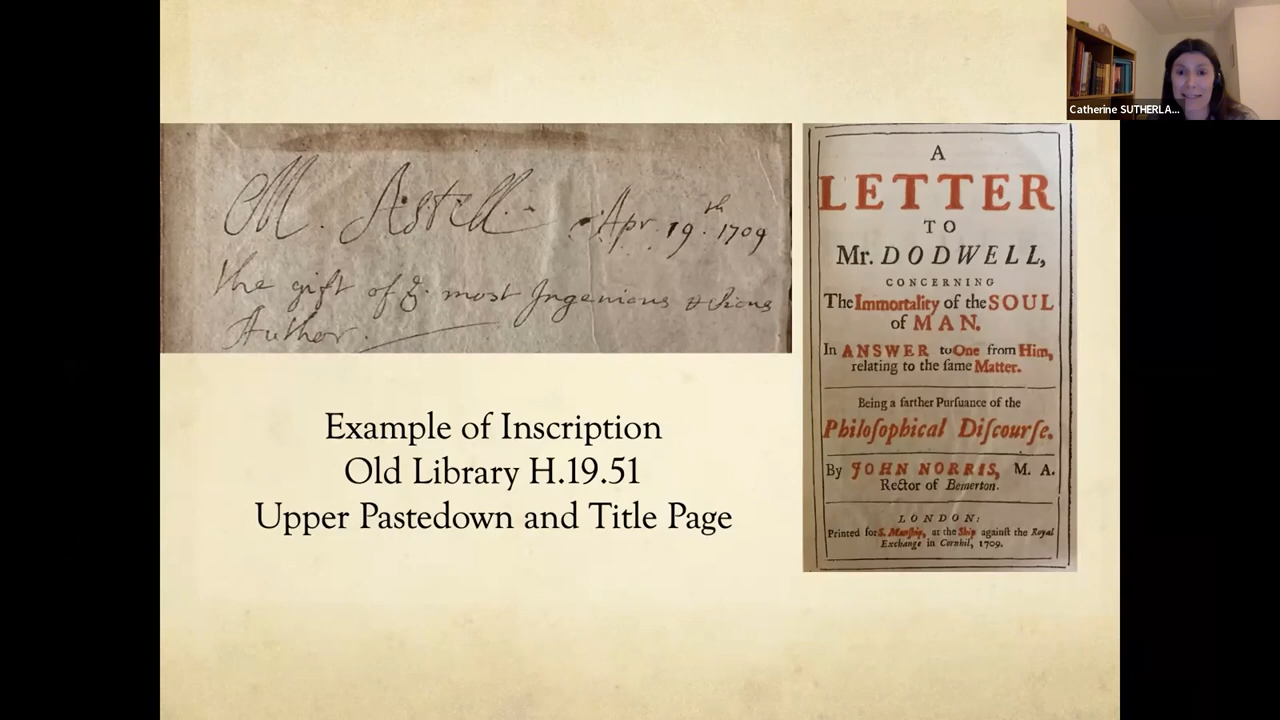 M. Astell. Apr. 19th. 1709
the gift of ye. most Ingenious & Pious
Author.
Example of Inscription
Old Library H.19.51
Upper Pastedown and Title Page
A
LETTER
TO
Mr. DODWELL,
CONCERNING
The Immortality of the SOUL
of MAN.
In ANSWER to One from Him,
relating to the same Matter.
Being a farther Pursuance of the
Philosophical Discourse.
By JOHN NORRIS, M. A.
Rector of Bemerton.
LONDON:
Printed for S. Manship, at the Ship against the Royal
Exchange in Cornhil, 1709.
Catherine SUTHERLA...